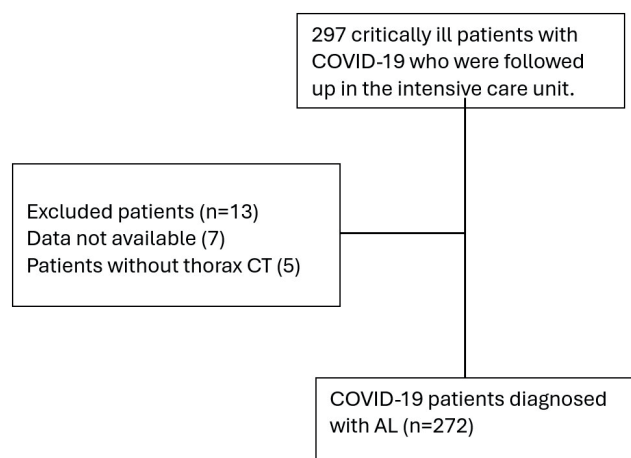 297 critically ill patients with
COVID-19 who were followed
up in the intensive care unit.
Excluded patients (n=13)
Data not available (7)
Patients without thorax CT (5)
COVID-19 patients diagnosed
with AL (n=272)